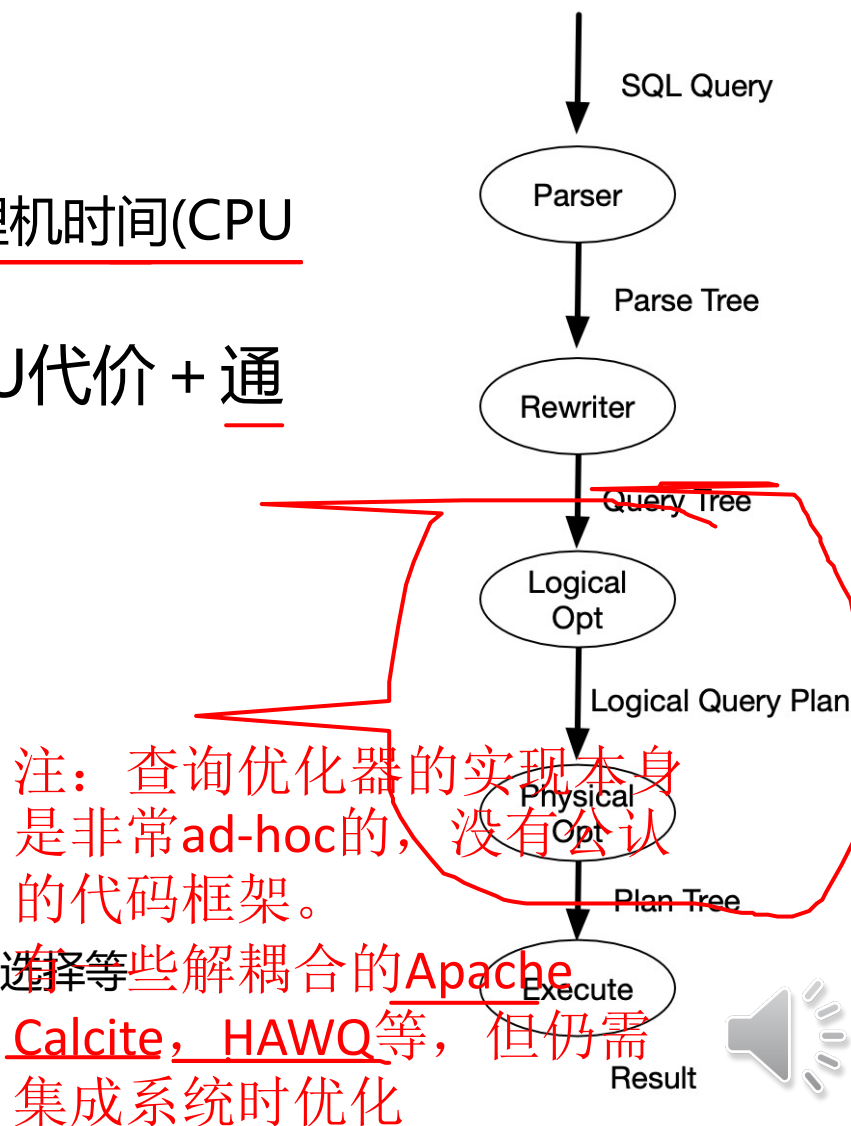 SQL Query
Parser
理机时间(CPU
Parse Tree
U代价 + 通
Rewriter
Query Tree
Logical
Opt
Logical Query Plan
Physical
Opt
注：查询优化器的实现本身
是非常ad-hoc的，没有公认
的代码框架。
Plan Tree
选择等
有一些解耦合的Apache
Calcite，HAWQ等，但仍需
集成系统时优化
Execute
Result